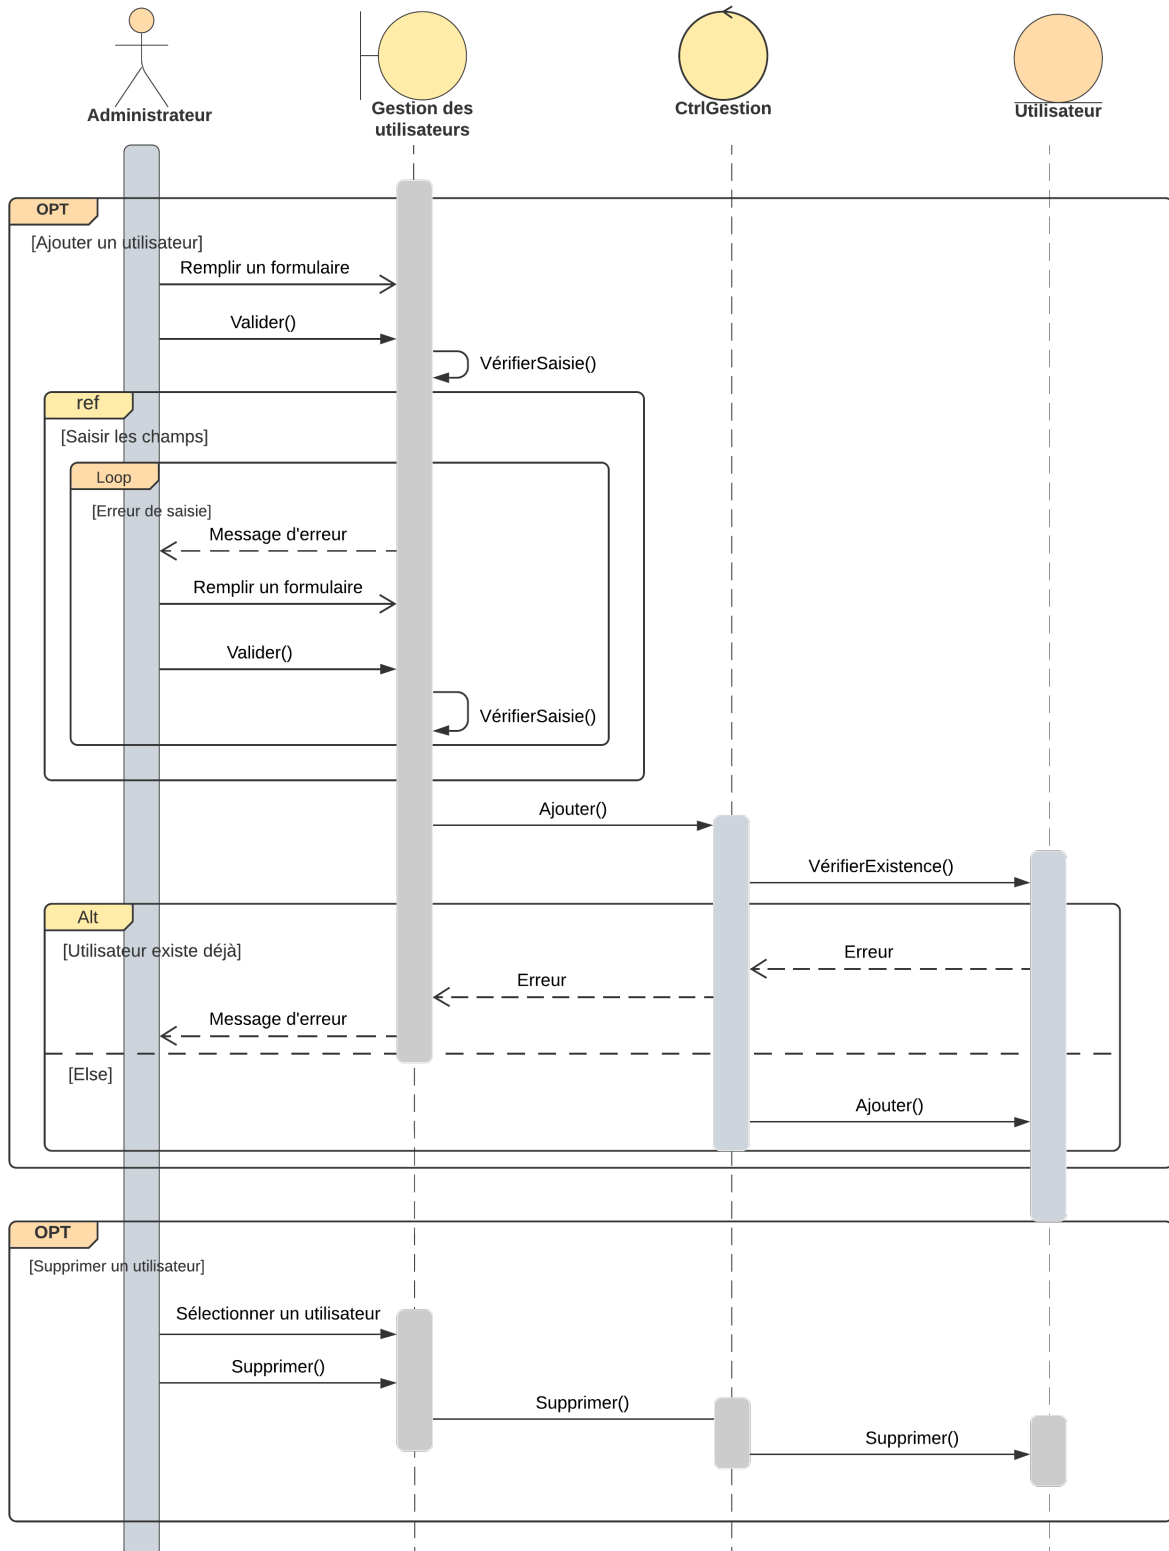 Administrateur
Gestion des
utilisateurs
CtrlGestion
Utilisateur
OPT
[Ajouter un utilisateur]
Remplir un formulaire
Valider()
VérifierSaisie()
ref
[Saisir les champs]
Loop
[Erreur de saisie]
Message d'erreur
Remplir un formulaire
Valider()
VérifierSaisie()
Ajouter()
VérifierExistence()
Alt
[Utilisateur existe déjà]
Erreur
Erreur
Message d'erreur
[Else]
Ajouter()
OPT
[Supprimer un utilisateur]
Sélectionner un utilisateur
Supprimer()
Supprimer()
Supprimer()